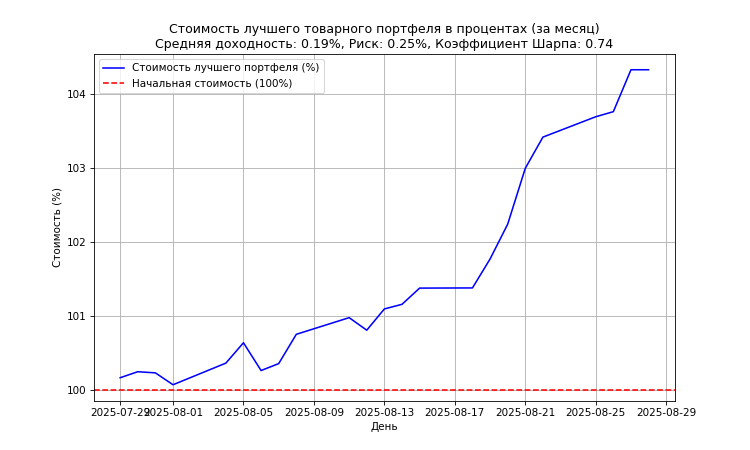 Стоимость лучшего товарного портфеля в процентах (за месяц)
Средняя доходность: 0.19%, Риск: 0.25%, Коэффициент Шарпа: 0.74
Стоимость лучшего портфеля (%)
Начальная стоимость (100%)
104
103
102
101
100
Стоимость (%)
2025-07-29 2025-08-01 2025-08-05 2025-08-09 2025-08-13 2025-08-17 2025-08-21 2025-08-25 2025-08-29
День